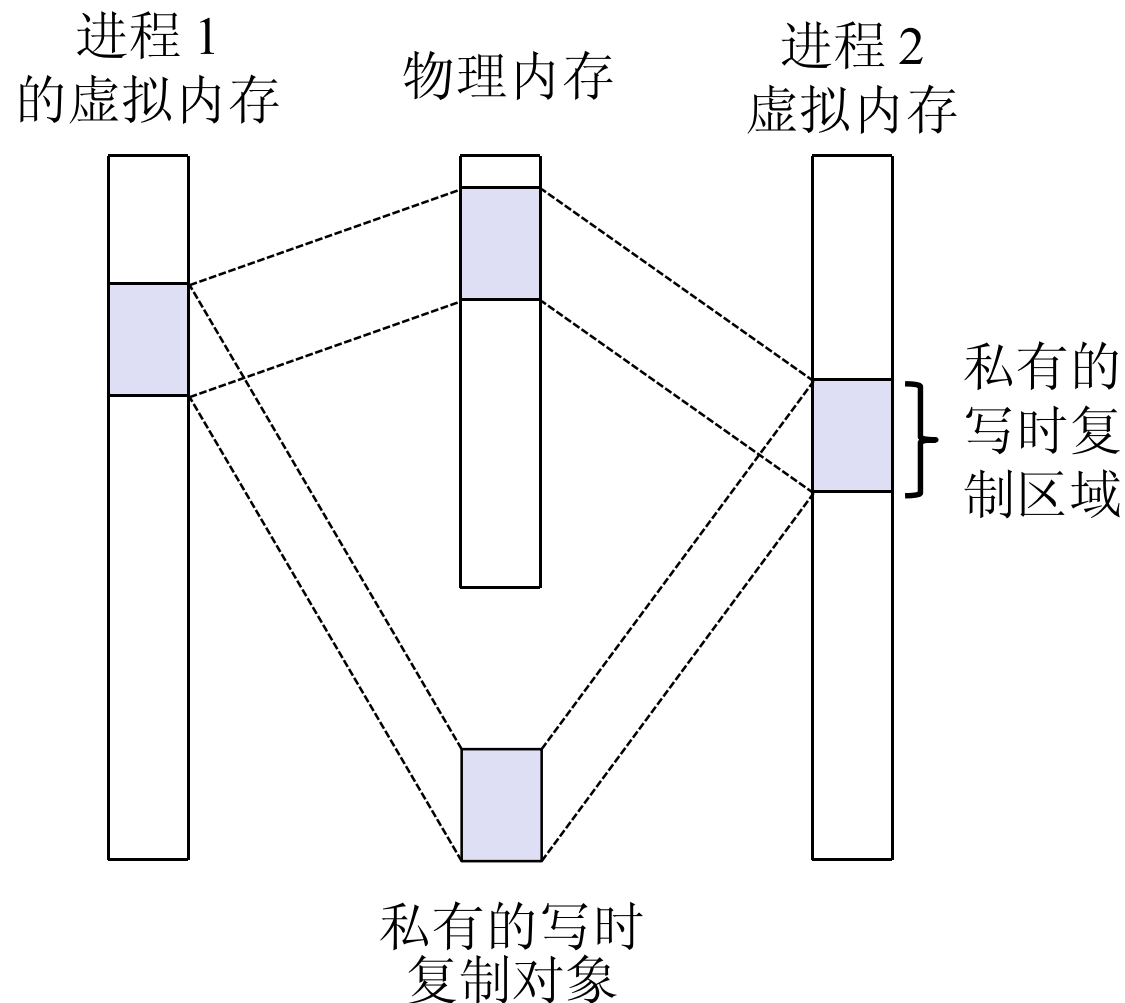 进程 1
的虚拟内存
物理内存
进程 2
虚拟内存
私有的
写时复
制区域
私有的写时
复制对象